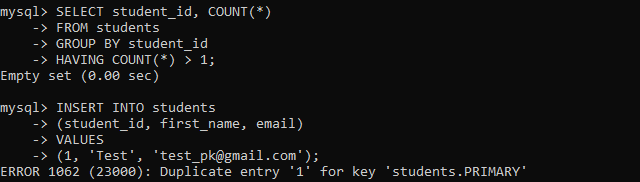 mysql> SELECT student_id, COUNT(*)
    -> FROM students
    -> GROUP BY student_id
    -> HAVING COUNT(*) > 1;
Empty set (0.00 sec)

mysql> INSERT INTO students
    -> (student_id, first_name, email)
    -> VALUES
    -> (1, 'Test', 'test_pk@gmail.com');
ERROR 1062 (23000): Duplicate entry '1' for key 'students.PRIMARY'